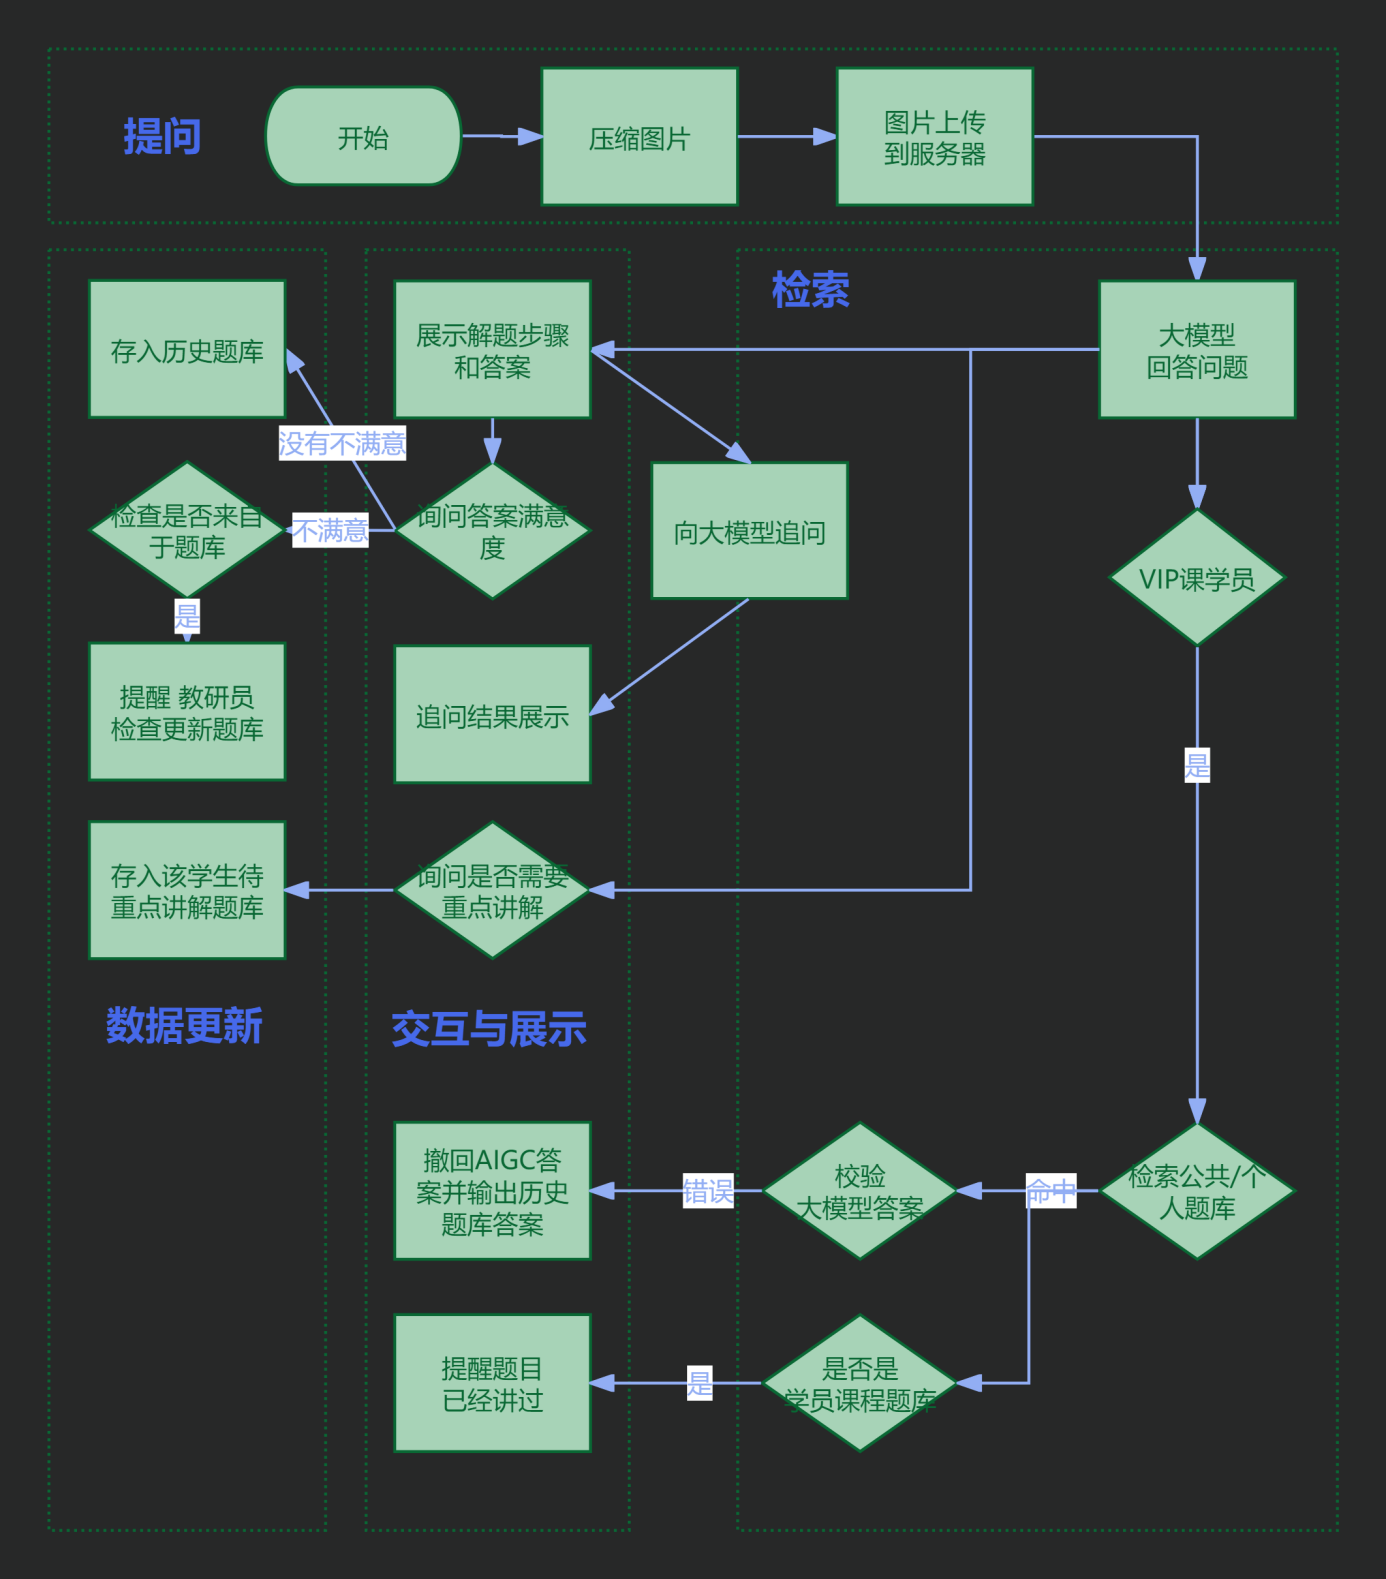 提问
开始
压缩图片
图片上传
到服务器
检索
存入历史题库
展示解题步骤
和答案
大模型
回答问题
没有不满意
检查是否来自
于题库
不满意
询问答案满意
度
向大模型追问
VIP课学员
是
提醒 教研员
检查更新题库
追问结果展示
是
存入该学生待
重点讲解题库
询问是否需要
重点讲解
数据更新
交互与展示
撤回AIGC答
案并输出历史
题库答案
错误
校验
大模型答案
命中
检索公共/个
人题库
提醒题目
已经讲过
是
是否是
学员课程题库